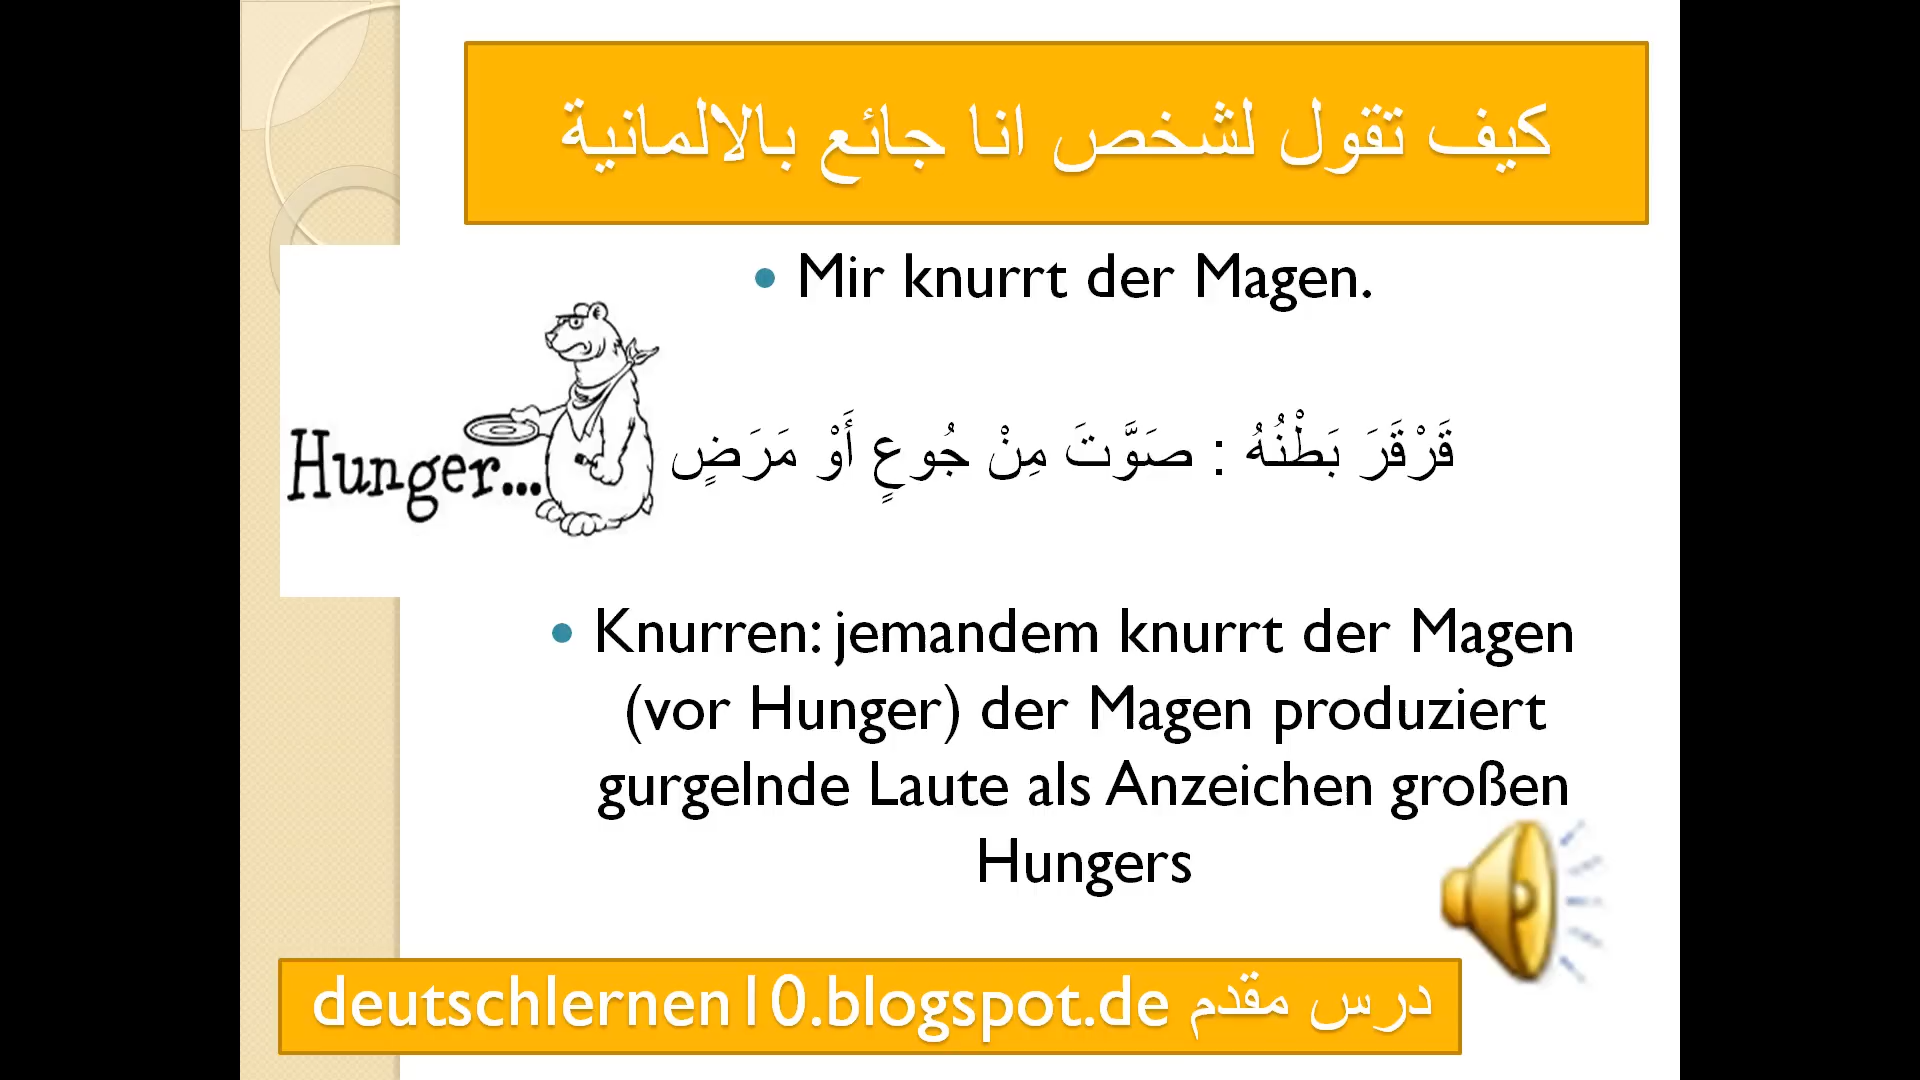 كيف تقول لشخص انا جائع بالالمانية
Mir knurrt der Magen.
Hunger...
قَرْقَرَ بَطْنُهُ : صَوَّتَ مِنْ جُوعٍ أَوْ مَرَضٍ
Knurren: jemandem knurrt der Magen
(vor Hunger) der Magen produziert
gurgelnde Laute als Anzeichen großen
Hungers
درس مقدم deutschlernen10.blogspot.de